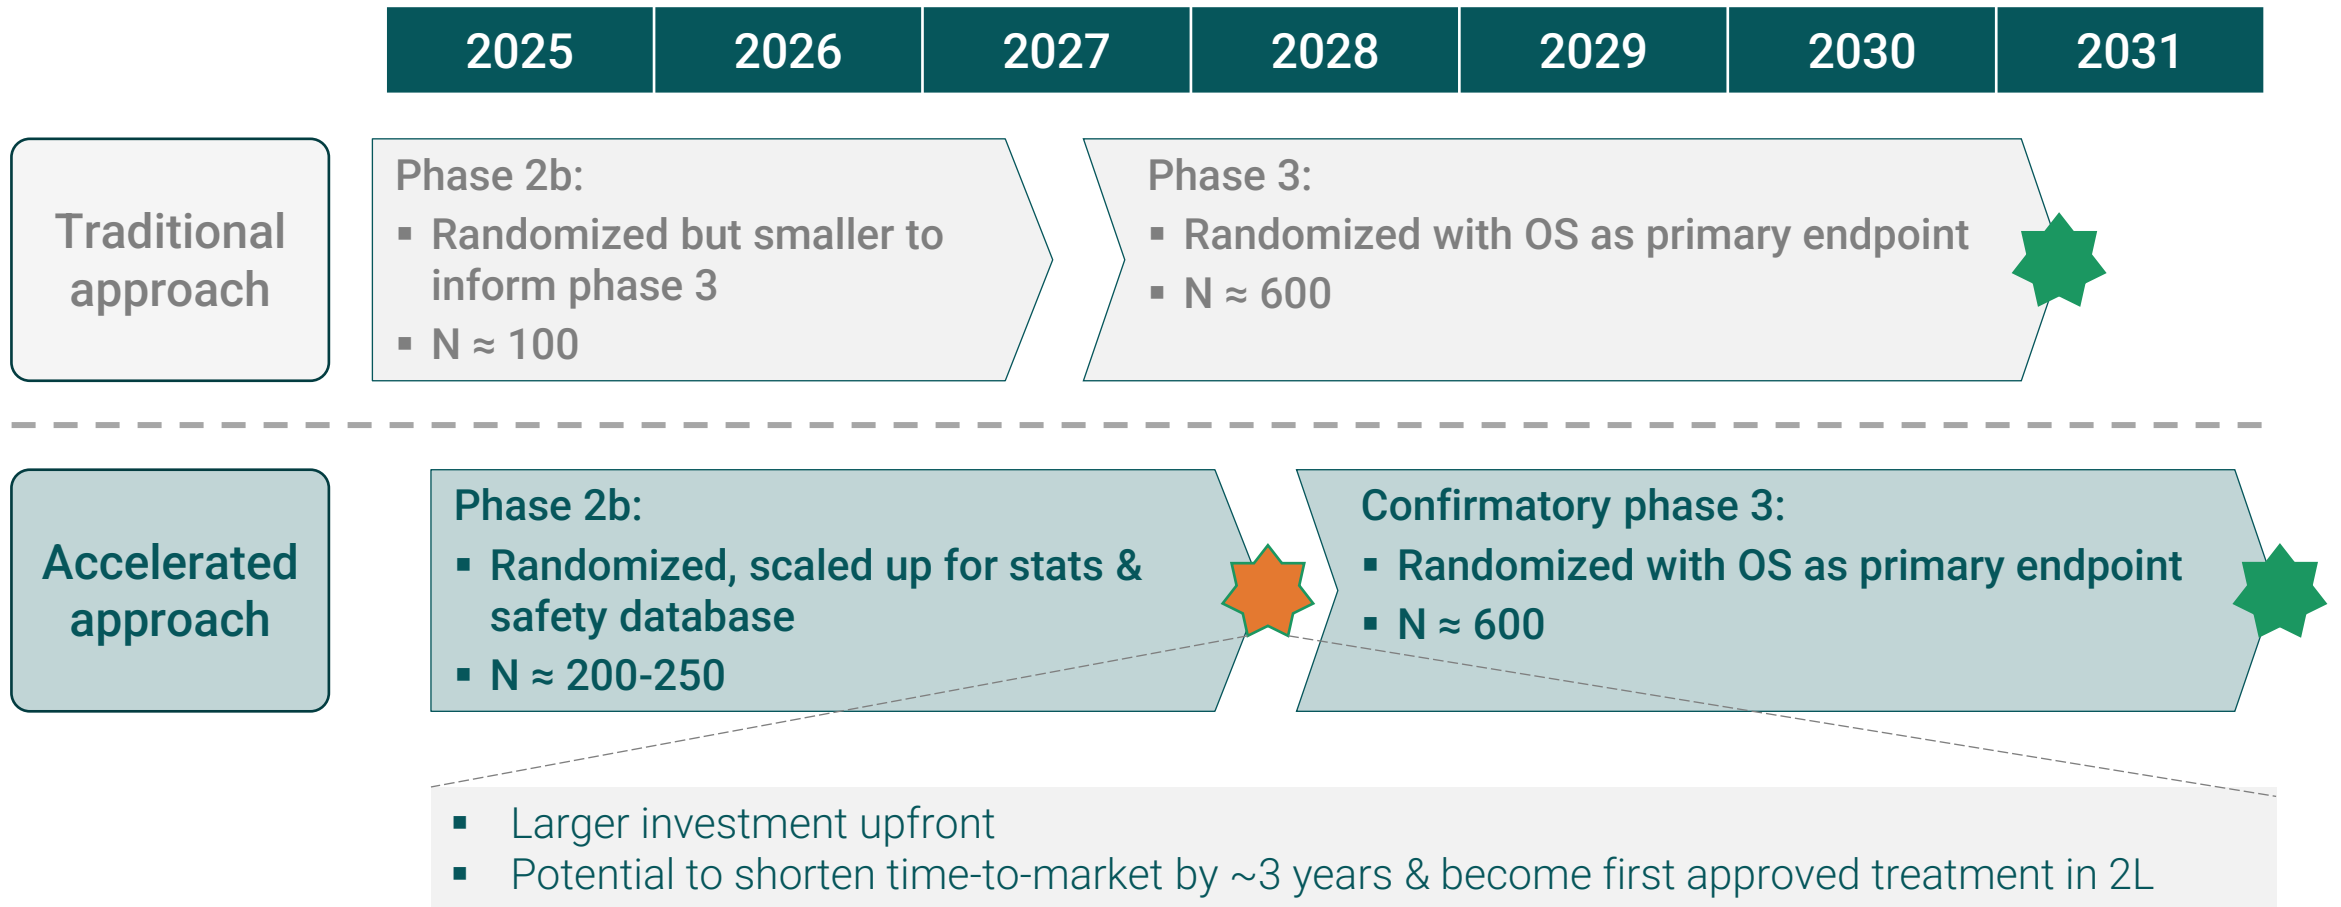 2025 2026 2027 2028 2029 2030 2031
Traditional
approach
Phase 2b:
▪ Randomized but smaller to
inform phase 3
▪ N ≈ 100
Phase 3:
▪ Randomized with OS as primary endpoint
▪ N ≈ 600
Accelerated
approach
Phase 2b:
▪ Randomized, scaled up for stats &
safety database
▪ N ≈ 200-250
Confirmatory phase 3:
▪ Randomized with OS as primary endpoint
▪ N ≈ 600
▪ Larger investment upfront
▪ Potential to shorten time-to-market by ~3 years & become first approved treatment in 2L